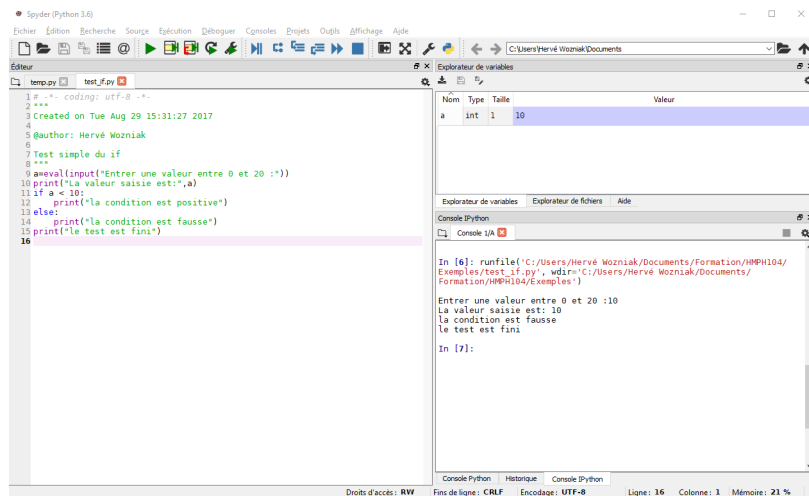 Spyder (Python 3.6)
Fichier Édition Recherche Source Exécution Déboguer Consoles Projets Outils Affichage Aide
C:\Users\Hervé Wozniak\Documents
Éditeur
temp.py test_if.py
1 # -*- coding: utf-8 -*-
2 """
3 Created on Tue Aug 29 15:31:27 2017
4
5 @author: Hervé Wozniak
6
7 Test simple du if
8 """
9 a=eval(input("Entrer une valeur entre 0 et 20 :"))
10 print("La valeur saisie est:",a)
11 if a < 10:
12     print("la condition est positive")
13 else:
14     print("la condition est fausse")
15 print("le test est fini")
16
Explorateur de variables
Nom Type Taille Valeur
a int 1 10
Explorateur de variables Explorateur de fichiers Aide
Console IPython
Console 1/A
In [6]: runfile('C:/Users/Hervé Wozniak/Documents/Formation/HMPH104/
Exemples/test_if.py', wdir='C:/Users/Hervé Wozniak/Documents/
Formation/HMPH104/Exemples')
Entrer une valeur entre 0 et 20 :10
La valeur saisie est: 10
la condition est fausse
le test est fini
In [7]:
Console Python Historique Console IPython
Droits d'accès : RW Fins de ligne : CRLF Encodage : UTF-8 Ligne : 16 Colonne : 1 Mémoire : 21 %